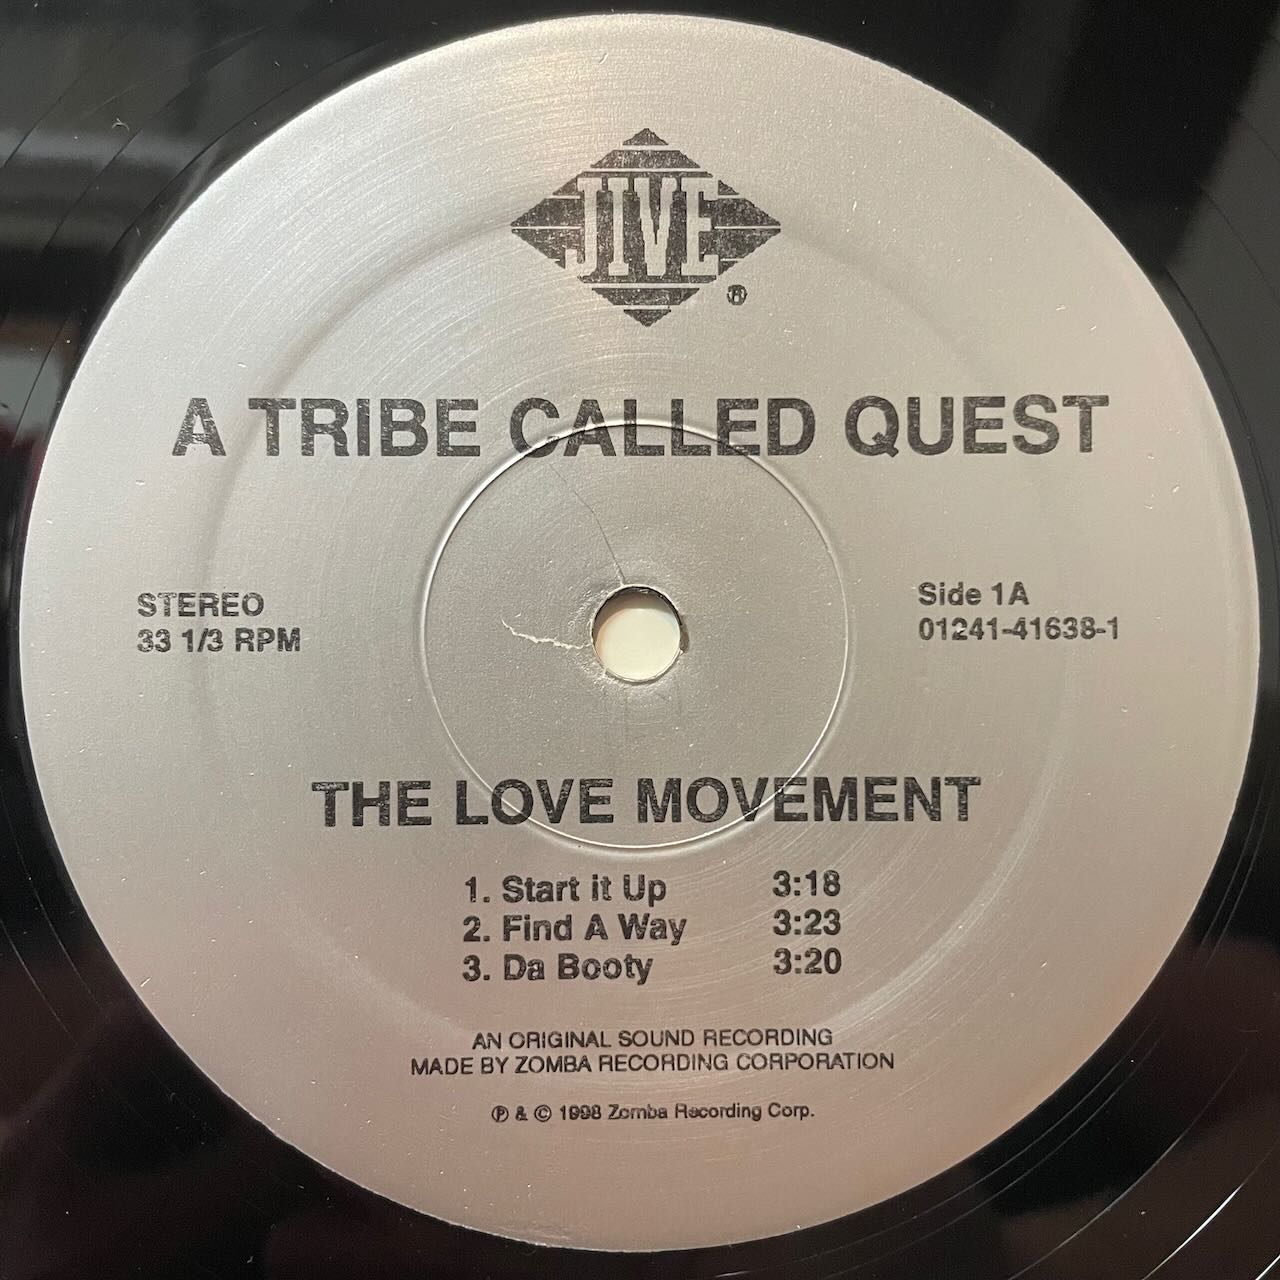 JIVE
®
A TRIBE CALLED QUEST
STEREO
33 1/3 RPM
Side 1A
01241-41638-1
THE LOVE MOVEMENT
1. Start it Up 3:18
2. Find A Way 3:23
3. Da Booty 3:20
AN ORIGINAL SOUND RECORDING
MADE BY ZOMBA RECORDING CORPORATION
℗ & © 1998 Zomba Recording Corp.